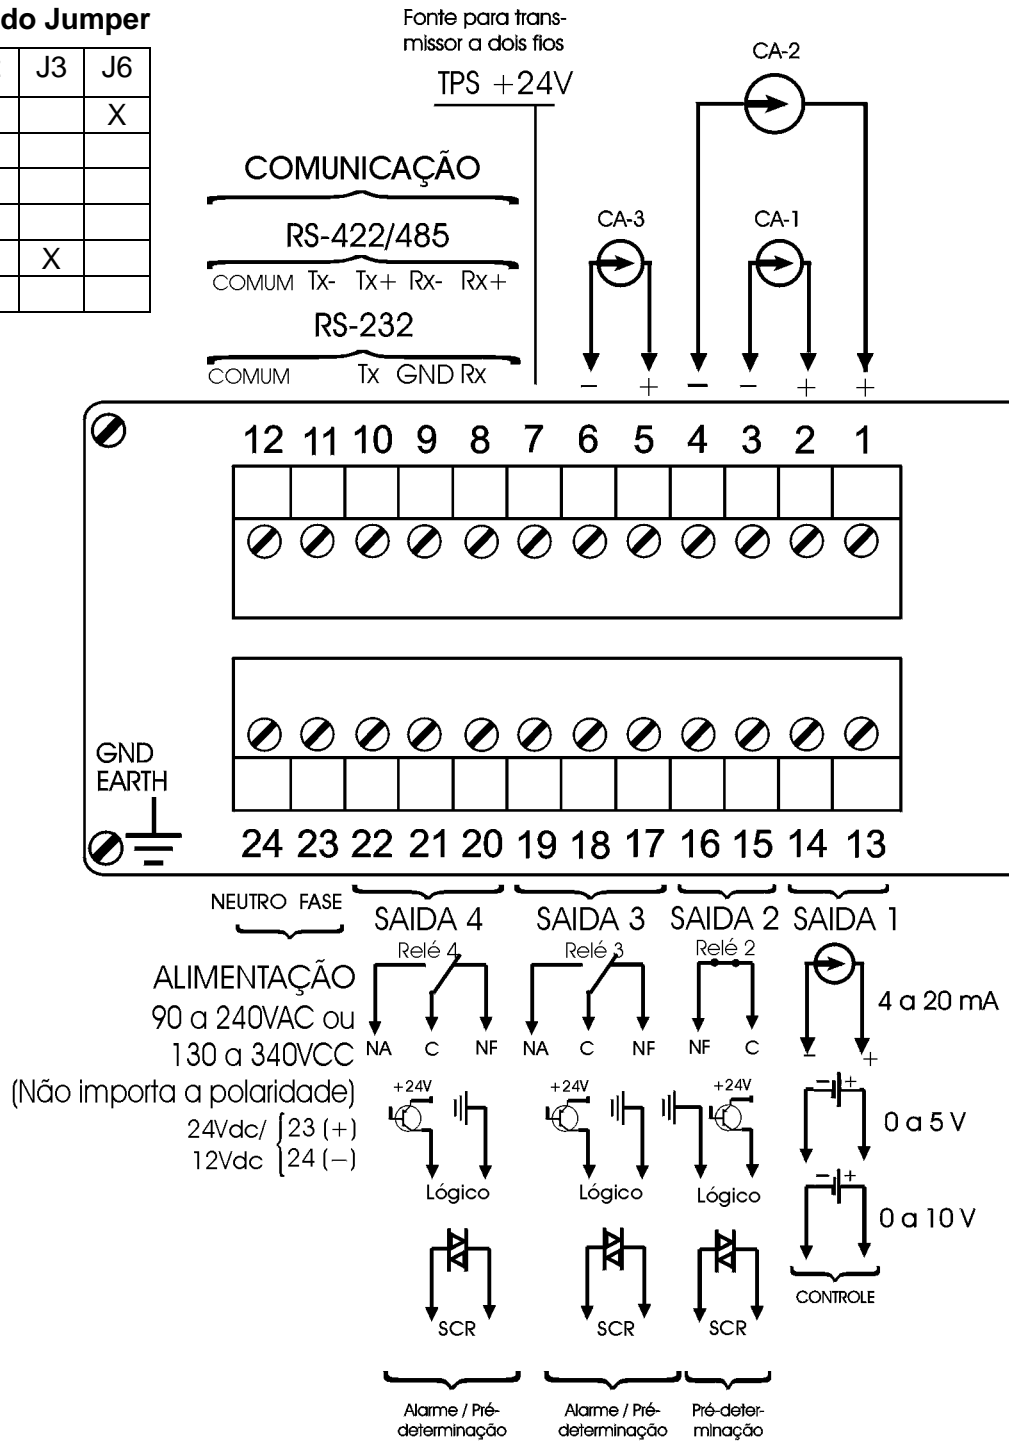 do Jumper
J3 J6
X
X
Fonte para trans-
missor a dois fios
TPS +24V
CA-2
COMUNICAÇÃO
RS-422/485
COMUM Tx- Tx+ Rx- Rx+
RS-232
COMUM Tx GND Rx
CA-3 CA-1
− + − − + +
12 11 10 9 8 7 6 5 4 3 2 1
GND
EARTH
24 23 22 21 20 19 18 17 16 15 14 13
NEUTRO FASE
ALIMENTAÇÃO
90 a 240VAC ou
130 a 340VCC
(Não importa a polaridade)
24Vdc/ 23 (+)
12Vdc 24 (−)
SAIDA 4 SAIDA 3 SAIDA 2 SAIDA 1
Relé 4 Relé 3 Relé 2
4 a 20 mA
− +
NA C NF NA C NF NF C
+24V +24V +24V
− +
0 a 5 V
Lógico Lógico Lógico
− +
0 a 10 V
CONTROLE
SCR SCR SCR
Alarme / Pré-
determinação
Alarme / Pré-
determinação
Pré-deter-
minação